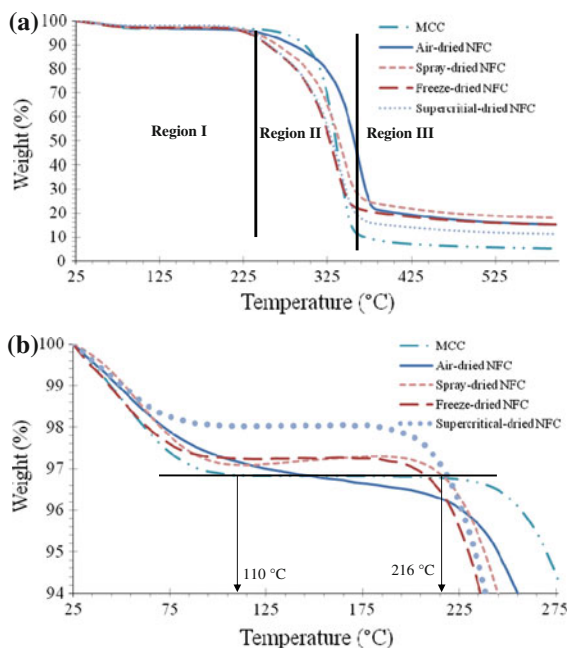 (a)
100
90
80
70
60
50
40
30
20
10
0
Weight (%)
MCC
Air-dried NFC
Spray-dried NFC
Freeze-dried NFC
Supercritial-dried NFC
Region I
Region II
Region III
25 125 225 325 425 525
Temperature (°C)
(b)
100
99
98
97
96
95
94
Weight (%)
MCC
Air-dried NFC
Spray-dried NFC
Freeze-dried NFC
Supercritical-dried NFC
110 °C
216 °C
25 75 125 175 225 275
Temperature (°C)